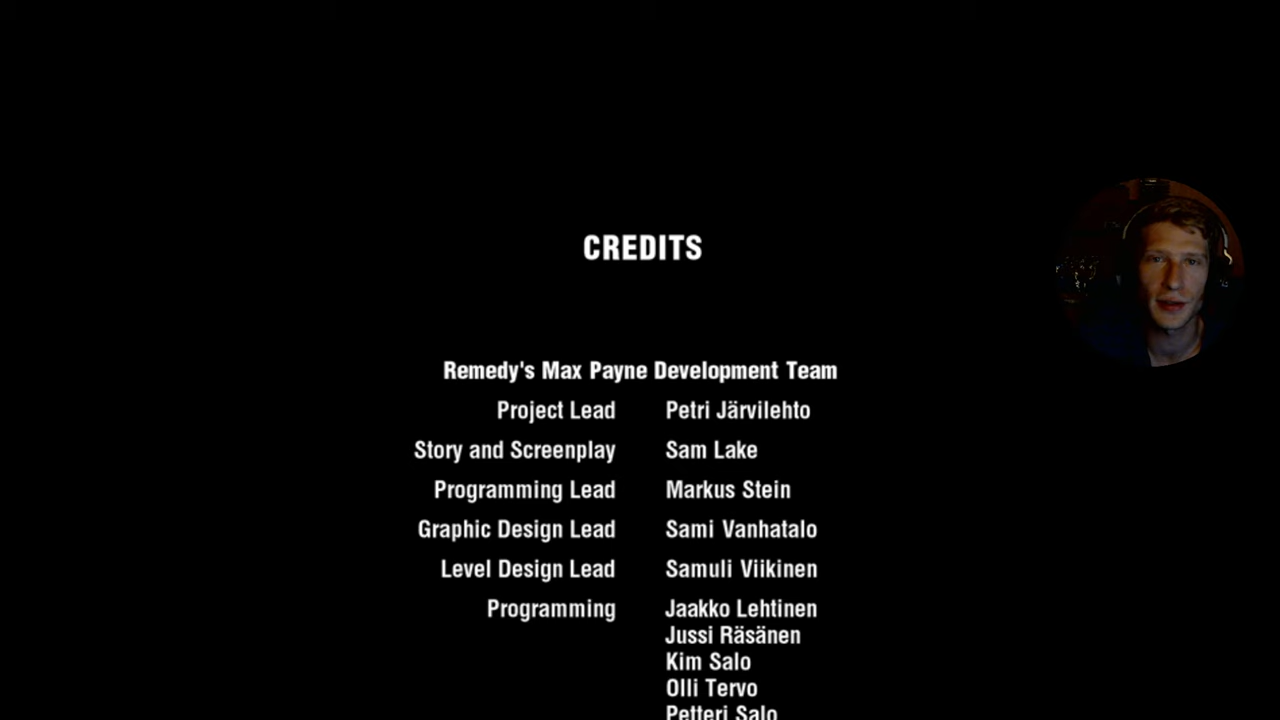 CREDITS
Remedy's Max Payne Development Team
Project Lead Petri Järvilehto
Story and Screenplay Sam Lake
Programming Lead Markus Stein
Graphic Design Lead Sami Vanhatalo
Level Design Lead Samuli Viikinen
Programming Jaakko Lehtinen
Jussi Räsänen
Kim Salo
Olli Tervo
Petteri Salo